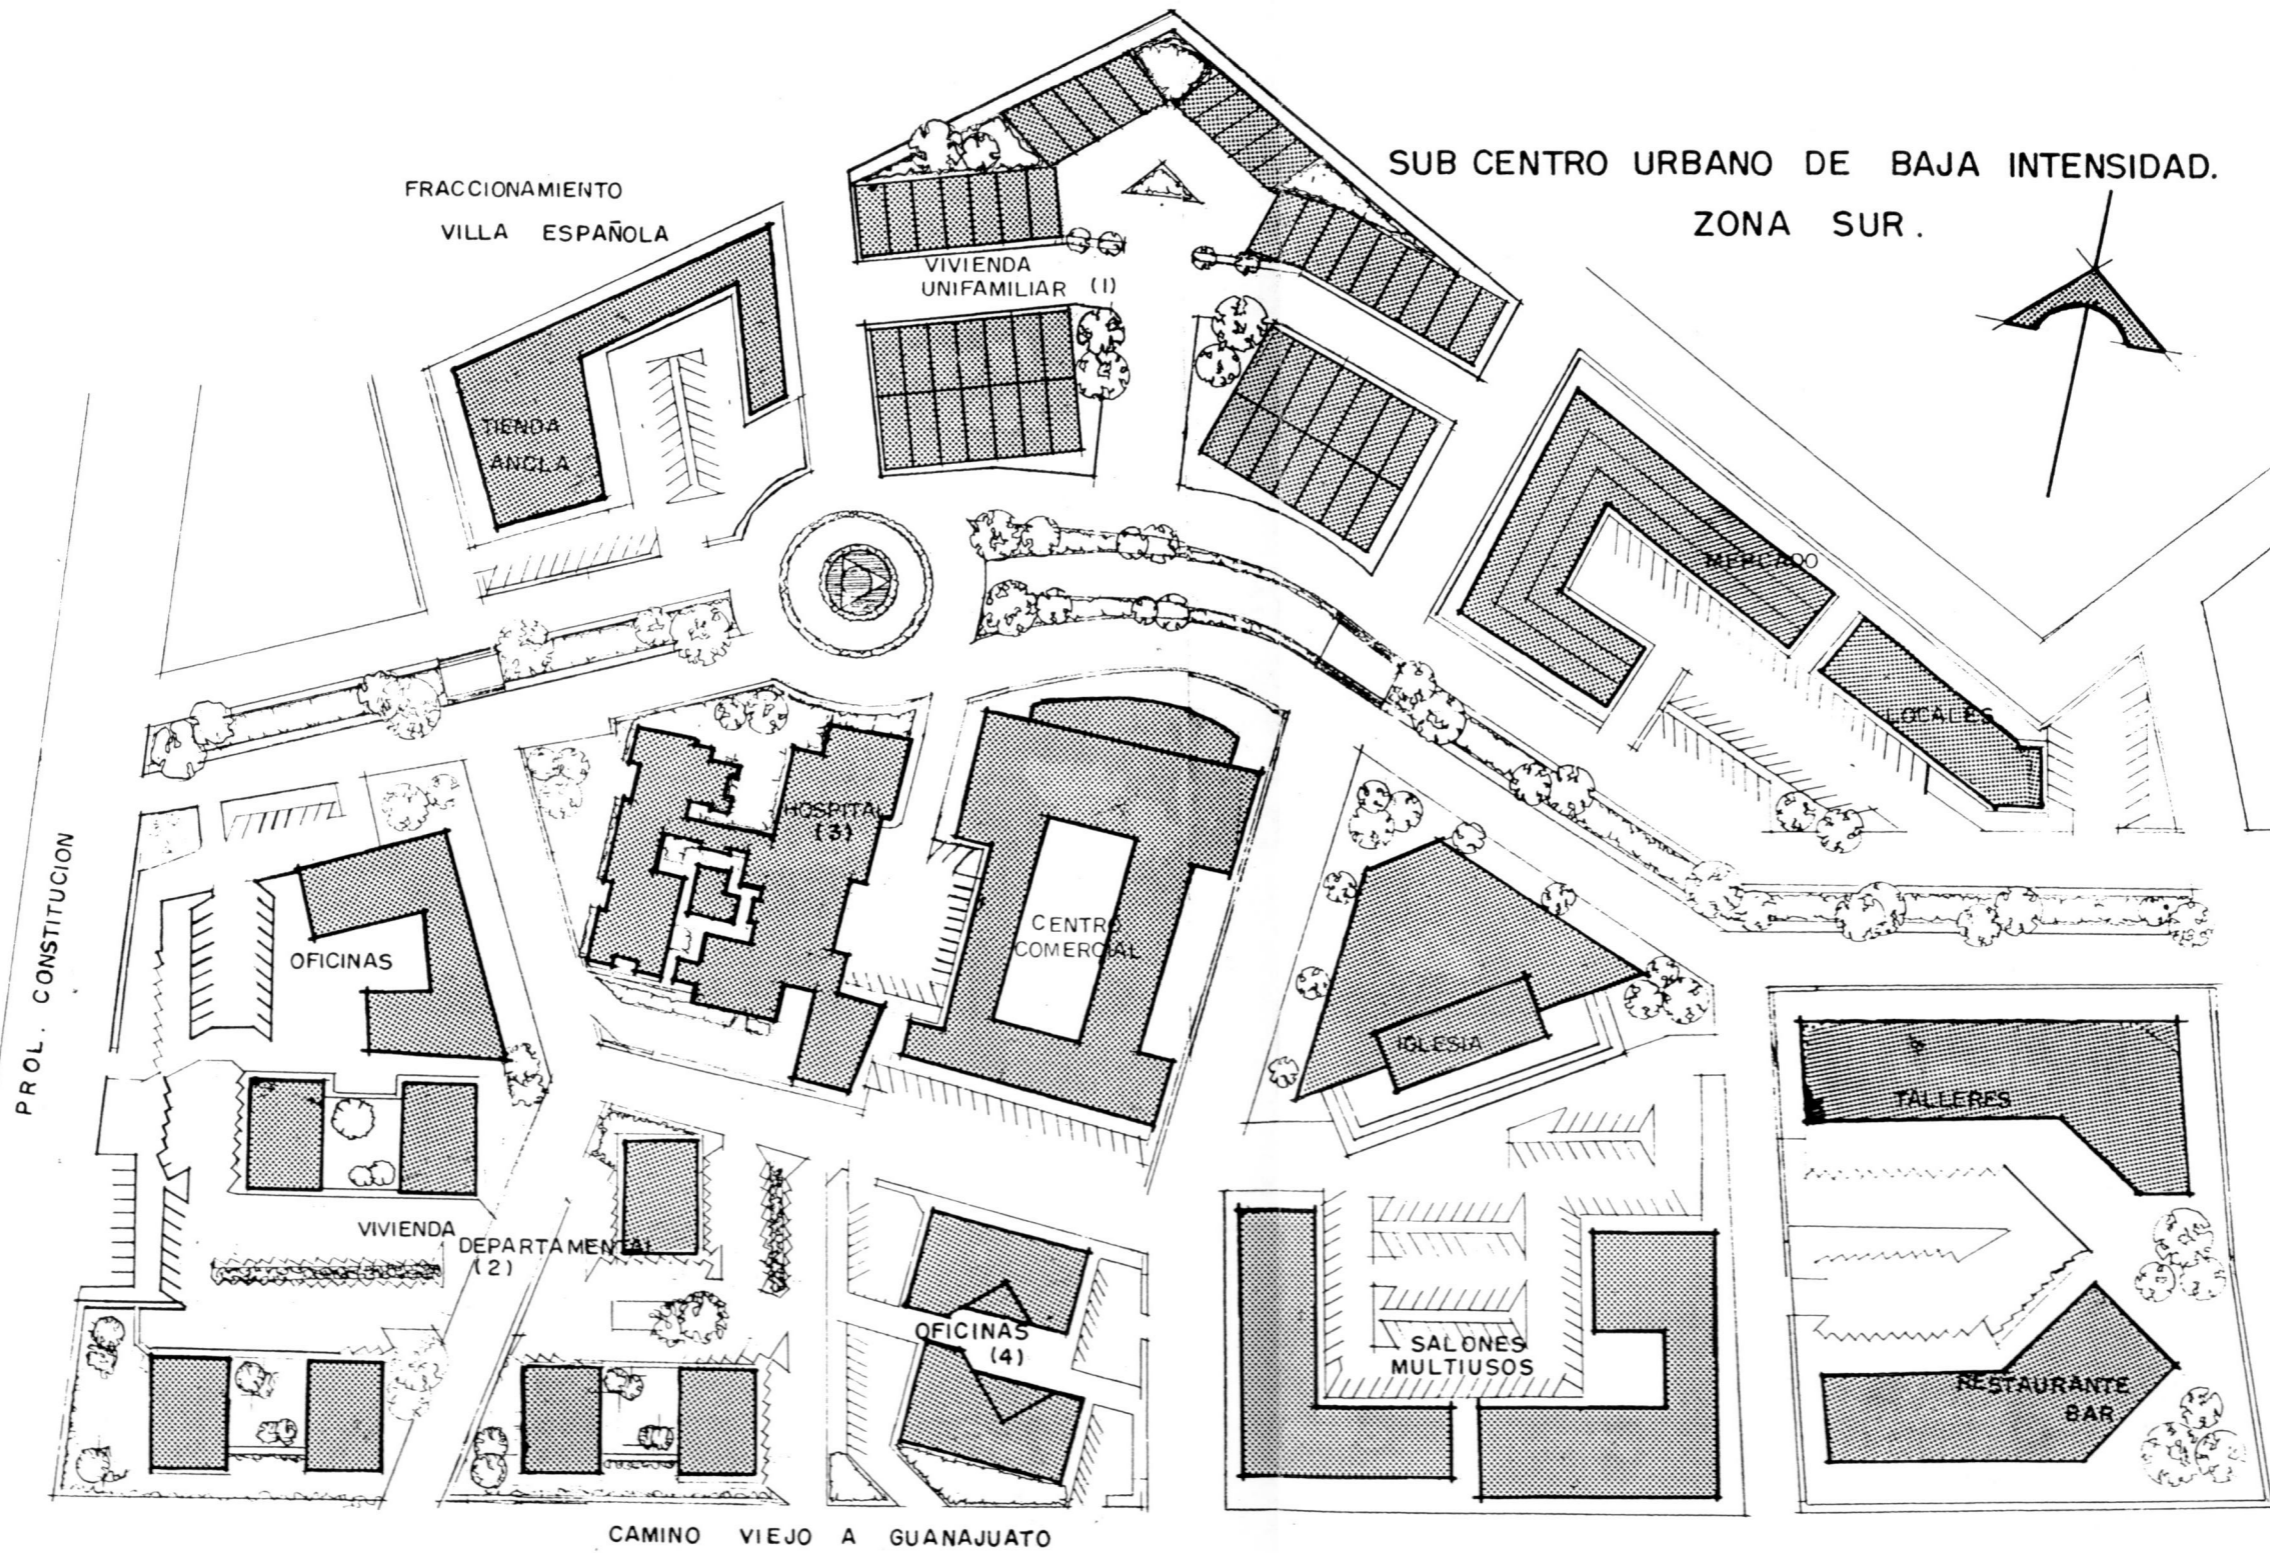 SUB CENTRO URBANO DE BAJA INTENSIDAD.
ZONA SUR.
FRACCIONAMIENTO
VILLA ESPAÑOLA
VIVIENDA
UNIFAMILIAR (1)
TIENDA
ANCLA
MERCADO
LOCALES
HOSPITAL
(3)
PROL. CONSTITUCION
OFICINAS
CENTRO
COMERCIAL
IGLESIA
TALLERES
VIVIENDA
DEPARTAMENTAL
(2)
OFICINAS
(4)
SALONES
MULTIUSOS
RESTAURANTE
BAR
CAMINO VIEJO A GUANAJUATO